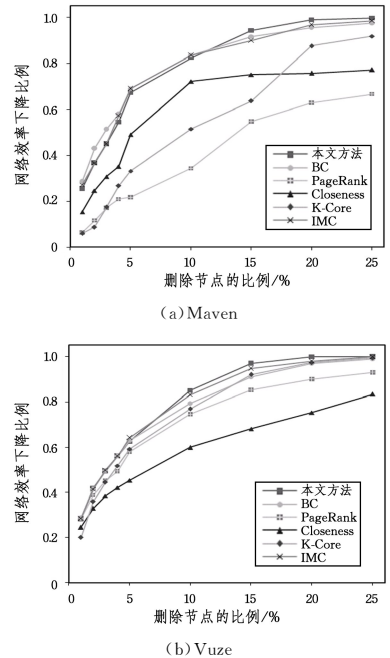 网络效率下降比例
1.0
0.8
0.6
0.4
0.2
0
0 5 10 15 20 25
删除节点的比例/%
本文方法
BC
PageRank
Closeness
K-Core
IMC
(a)Maven
网络效率下降比例
1.0
0.8
0.6
0.4
0.2
0
0 5 10 15 20 25
删除节点的比例/%
本文方法
BC
PageRank
Closeness
K-Core
IMC
(b)Vuze